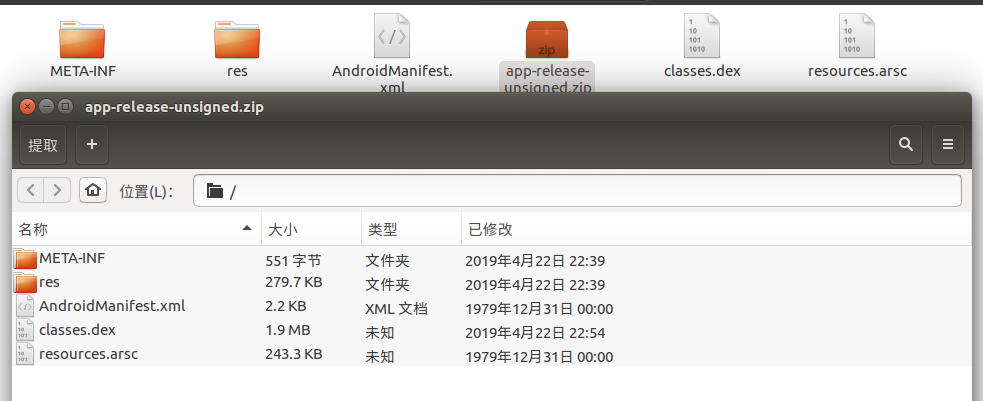 META-INF
res
AndroidManifest.
xml
zip
app-release-
unsigned.zip
1
10
101
1010
classes.dex
1
10
101
1010
resources.arsc
app-release-unsigned.zip
提取
位置(L)：
/
名称 大小 类型 已修改
META-INF 551 字节 文件夹 2019年4月22日 22:39
res 279.7 KB 文件夹 2019年4月22日 22:39
AndroidManifest.xml 2.2 KB XML 文档 1979年12月31日 00:00
classes.dex 1.9 MB 未知 2019年4月22日 22:54
resources.arsc 243.3 KB 未知 1979年12月31日 00:00